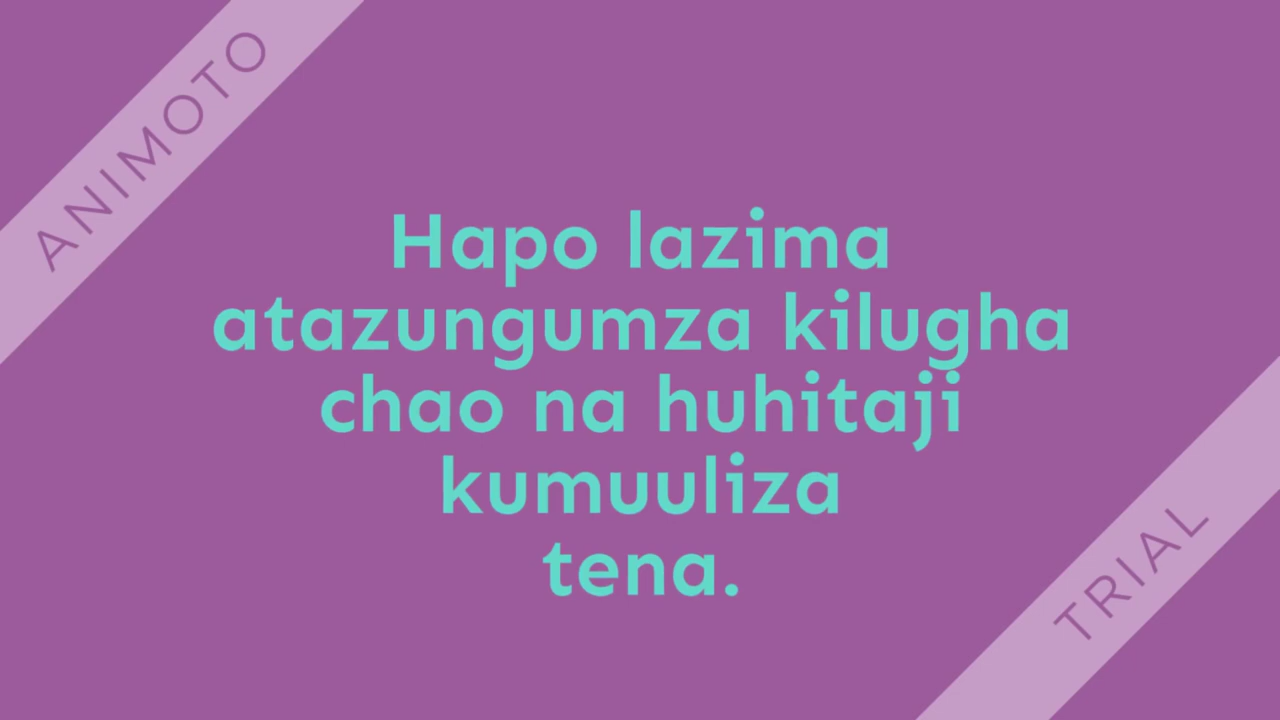 ANIMOTO
Hapo lazima
atazungumza kilugha
chao na huhitaji
kumuuliza
tena.
TRIAL